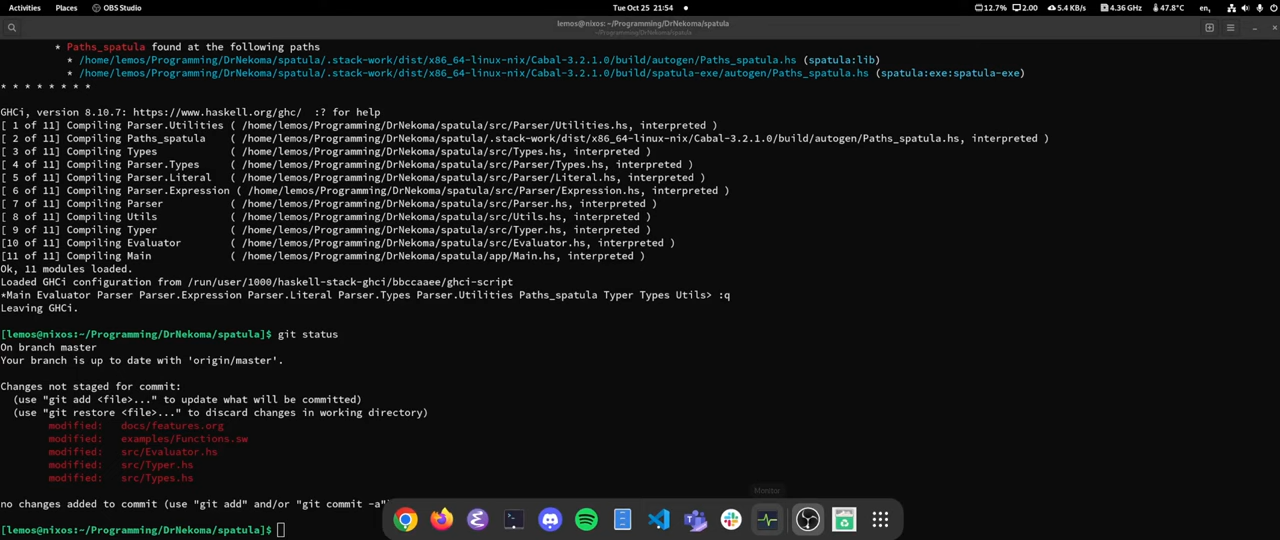 Activities Places OBS Studio Tue Oct 25 21:54 12.7% 2.00 5.4 KB/s 4.36 GHz 47.8°C en
lemos@nixos: ~/Programming/DrNekoma/spatula
~/Programming/DrNekoma/spatula
* Paths_spatula found at the following paths
* /home/lemos/Programming/DrNekoma/spatula/.stack-work/dist/x86_64-linux-nix/Cabal-3.2.1.0/build/autogen/Paths_spatula.hs (spatula:lib)
* /home/lemos/Programming/DrNekoma/spatula/.stack-work/dist/x86_64-linux-nix/Cabal-3.2.1.0/build/spatula-exe/autogen/Paths_spatula.hs (spatula:exe:spatula-exe)
* * * * * * * *
GHCi, version 8.10.7: https://www.haskell.org/ghc/  :? for help
[ 1 of 11] Compiling Parser.Utilities ( /home/lemos/Programming/DrNekoma/spatula/src/Parser/Utilities.hs, interpreted )
[ 2 of 11] Compiling Paths_spatula    ( /home/lemos/Programming/DrNekoma/spatula/.stack-work/dist/x86_64-linux-nix/Cabal-3.2.1.0/build/autogen/Paths_spatula.hs, interpreted )
[ 3 of 11] Compiling Types            ( /home/lemos/Programming/DrNekoma/spatula/src/Types.hs, interpreted )
[ 4 of 11] Compiling Parser.Types     ( /home/lemos/Programming/DrNekoma/spatula/src/Parser/Types.hs, interpreted )
[ 5 of 11] Compiling Parser.Literal   ( /home/lemos/Programming/DrNekoma/spatula/src/Parser/Literal.hs, interpreted )
[ 6 of 11] Compiling Parser.Expression ( /home/lemos/Programming/DrNekoma/spatula/src/Parser/Expression.hs, interpreted )
[ 7 of 11] Compiling Parser           ( /home/lemos/Programming/DrNekoma/spatula/src/Parser.hs, interpreted )
[ 8 of 11] Compiling Utils            ( /home/lemos/Programming/DrNekoma/spatula/src/Utils.hs, interpreted )
[ 9 of 11] Compiling Typer            ( /home/lemos/Programming/DrNekoma/spatula/src/Typer.hs, interpreted )
[10 of 11] Compiling Evaluator        ( /home/lemos/Programming/DrNekoma/spatula/src/Evaluator.hs, interpreted )
[11 of 11] Compiling Main             ( /home/lemos/Programming/DrNekoma/spatula/app/Main.hs, interpreted )
Ok, 11 modules loaded.
Loaded GHCi configuration from /run/user/1000/haskell-stack-ghci/bbccaaee/ghci-script
*Main Evaluator Parser Parser.Expression Parser.Literal Parser.Types Parser.Utilities Paths_spatula Typer Types Utils> :q
Leaving GHCi.
[lemos@nixos:~/Programming/DrNekoma/spatula]$ git status
On branch master
Your branch is up to date with 'origin/master'.
Changes not staged for commit:
(use "git add <file>..." to update what will be committed)
(use "git restore <file>..." to discard changes in working directory)
modified:   docs/features.org
modified:   examples/Functions.sw
modified:   src/Evaluator.hs
modified:   src/Typer.hs
modified:   src/Types.hs
Monitor
no changes added to commit (use "git add" and/or "git commit -a"
[lemos@nixos:~/Programming/DrNekoma/spatula]$